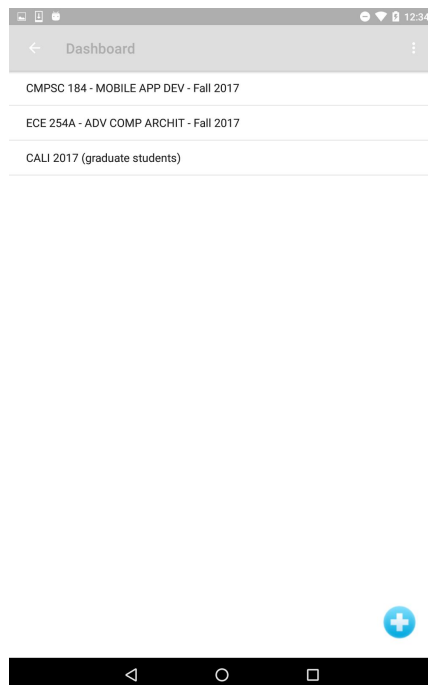 12:34
Dashboard
CMPSC 184 - MOBILE APP DEV - Fall 2017
ECE 254A - ADV COMP ARCHIT - Fall 2017
CALI 2017 (graduate students)